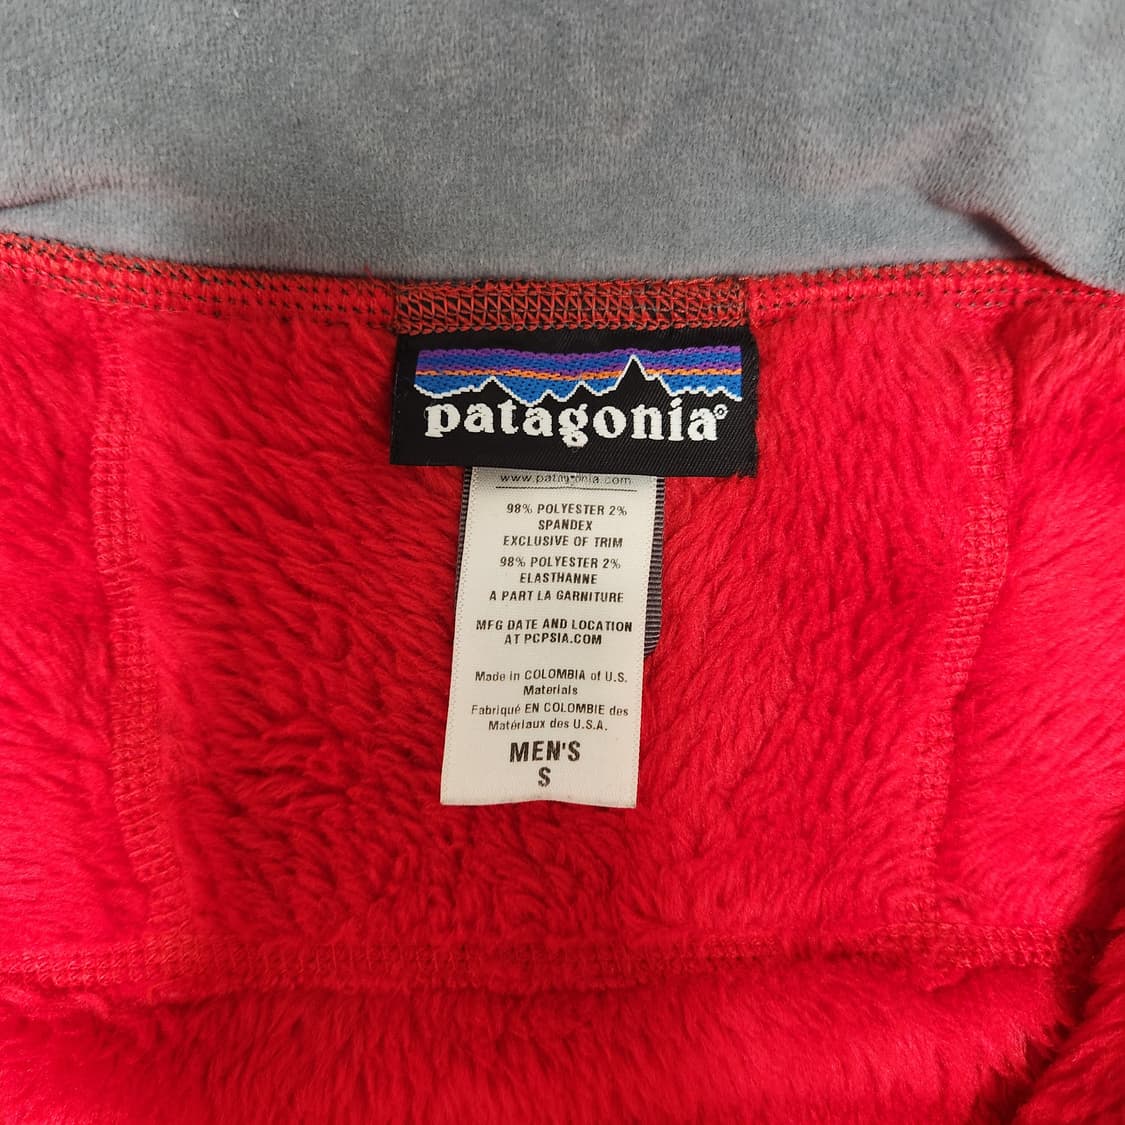 patagonia®
www.patagonia.com
98% POLYESTER 2%
SPANDEX
EXCLUSIVE OF TRIM
98% POLYESTER 2%
ELASTHANNE
A PART LA GARNITURE
MFG DATE AND LOCATION
AT PCPSIA.COM
Made in COLOMBIA of U.S.
Materials
Fabriqué EN COLOMBIE des
Matériaux des U.S.A.
MEN'S
S